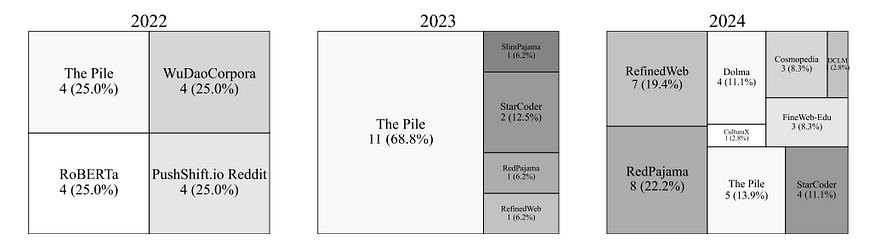 2022
The Pile
4 (25.0%)
WuDaoCorpora
4 (25.0%)
RoBERTa
4 (25.0%)
PushShift.io Reddit
4 (25.0%)
2023
The Pile
11 (68.8%)
SlimPajama
1 (6.2%)
StarCoder
2 (12.5%)
RedPajama
1 (6.2%)
RefinedWeb
1 (6.2%)
2024
RefinedWeb
7 (19.4%)
RedPajama
8 (22.2%)
Dolma
4 (11.1%)
CulturaX
1 (2.8%)
Cosmopedia
3 (8.3%)
DCLM
1 (2.8%)
FineWeb-Edu
3 (8.3%)
The Pile
5 (13.9%)
StarCoder
4 (11.1%)